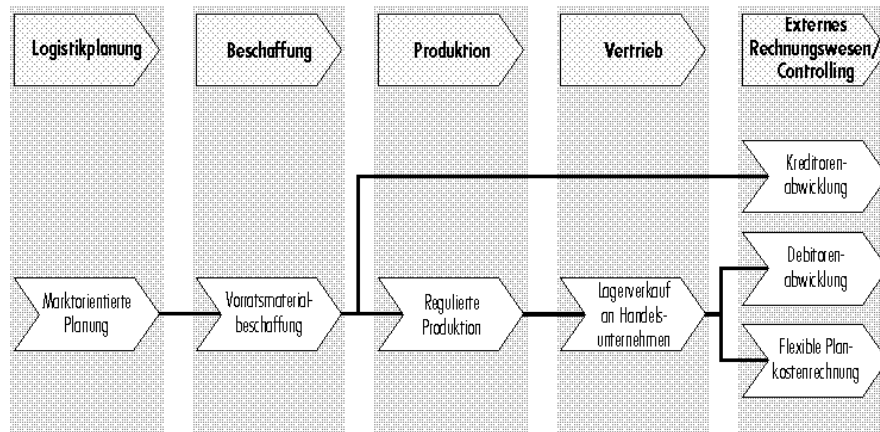 Logistikplanung
Beschaffung
Produktion
Vertrieb
Externes
Rechnungswesen/
Controlling
Kreditoren-
abwicklung
Marktorientierte
Planung
Vorratsmaterial-
beschaffung
Regulierte
Produktion
Lagerverkauf
an Handels-
unternehmen
Debitoren-
abwicklung
Flexible Plan-
kostenrechnung